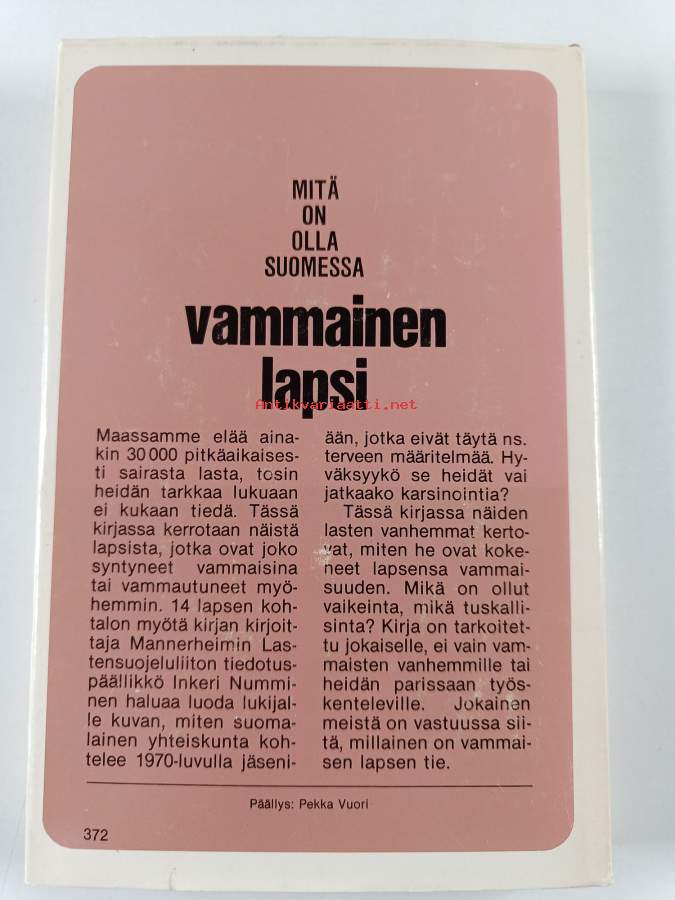 MITÄ
ON
OLLA
SUOMESSA
vammainen
lapsi
Antikvariaatti.net
Maassamme elää aina-
kin 30 000 pitkäaikaises-
ti sairasta lasta, tosin
heidän tarkkaa lukuaan
ei kukaan tiedä. Tässä
kirjassa kerrotaan näistä
lapsista, jotka ovat joko
syntyneet vammaisina
tai vammautuneet myö-
hemmin. 14 lapsen koh-
talon myötä kirjan kirjoit-
taja Mannerheimin Las-
tensuojeluliiton tiedotus-
päällikkö Inkeri Nummi-
nen haluaa luoda lukijal-
le kuvan, miten suoma-
lainen yhteiskunta koh-
telee 1970-luvulla jäseni-
ään, jotka eivät täytä ns.
terveen määritelmää. Hy-
väksyykö se heidät vai
jatkaako karsinointia?
Tässä kirjassa näiden
lasten vanhemmat kerto-
vat, miten he ovat koke-
neet lapsensa vammai-
suuden. Mikä on ollut
vaikeinta, mikä tuskalli-
sinta? Kirja on tarkoitet-
tu jokaiselle, ei vain vam-
maisten vanhemmille tai
heidän parissaan työs-
kenteleville. Jokainen
meistä on vastuussa sii-
tä, millainen on vammai-
sen lapsen tie.
Päällys: Pekka Vuori
372